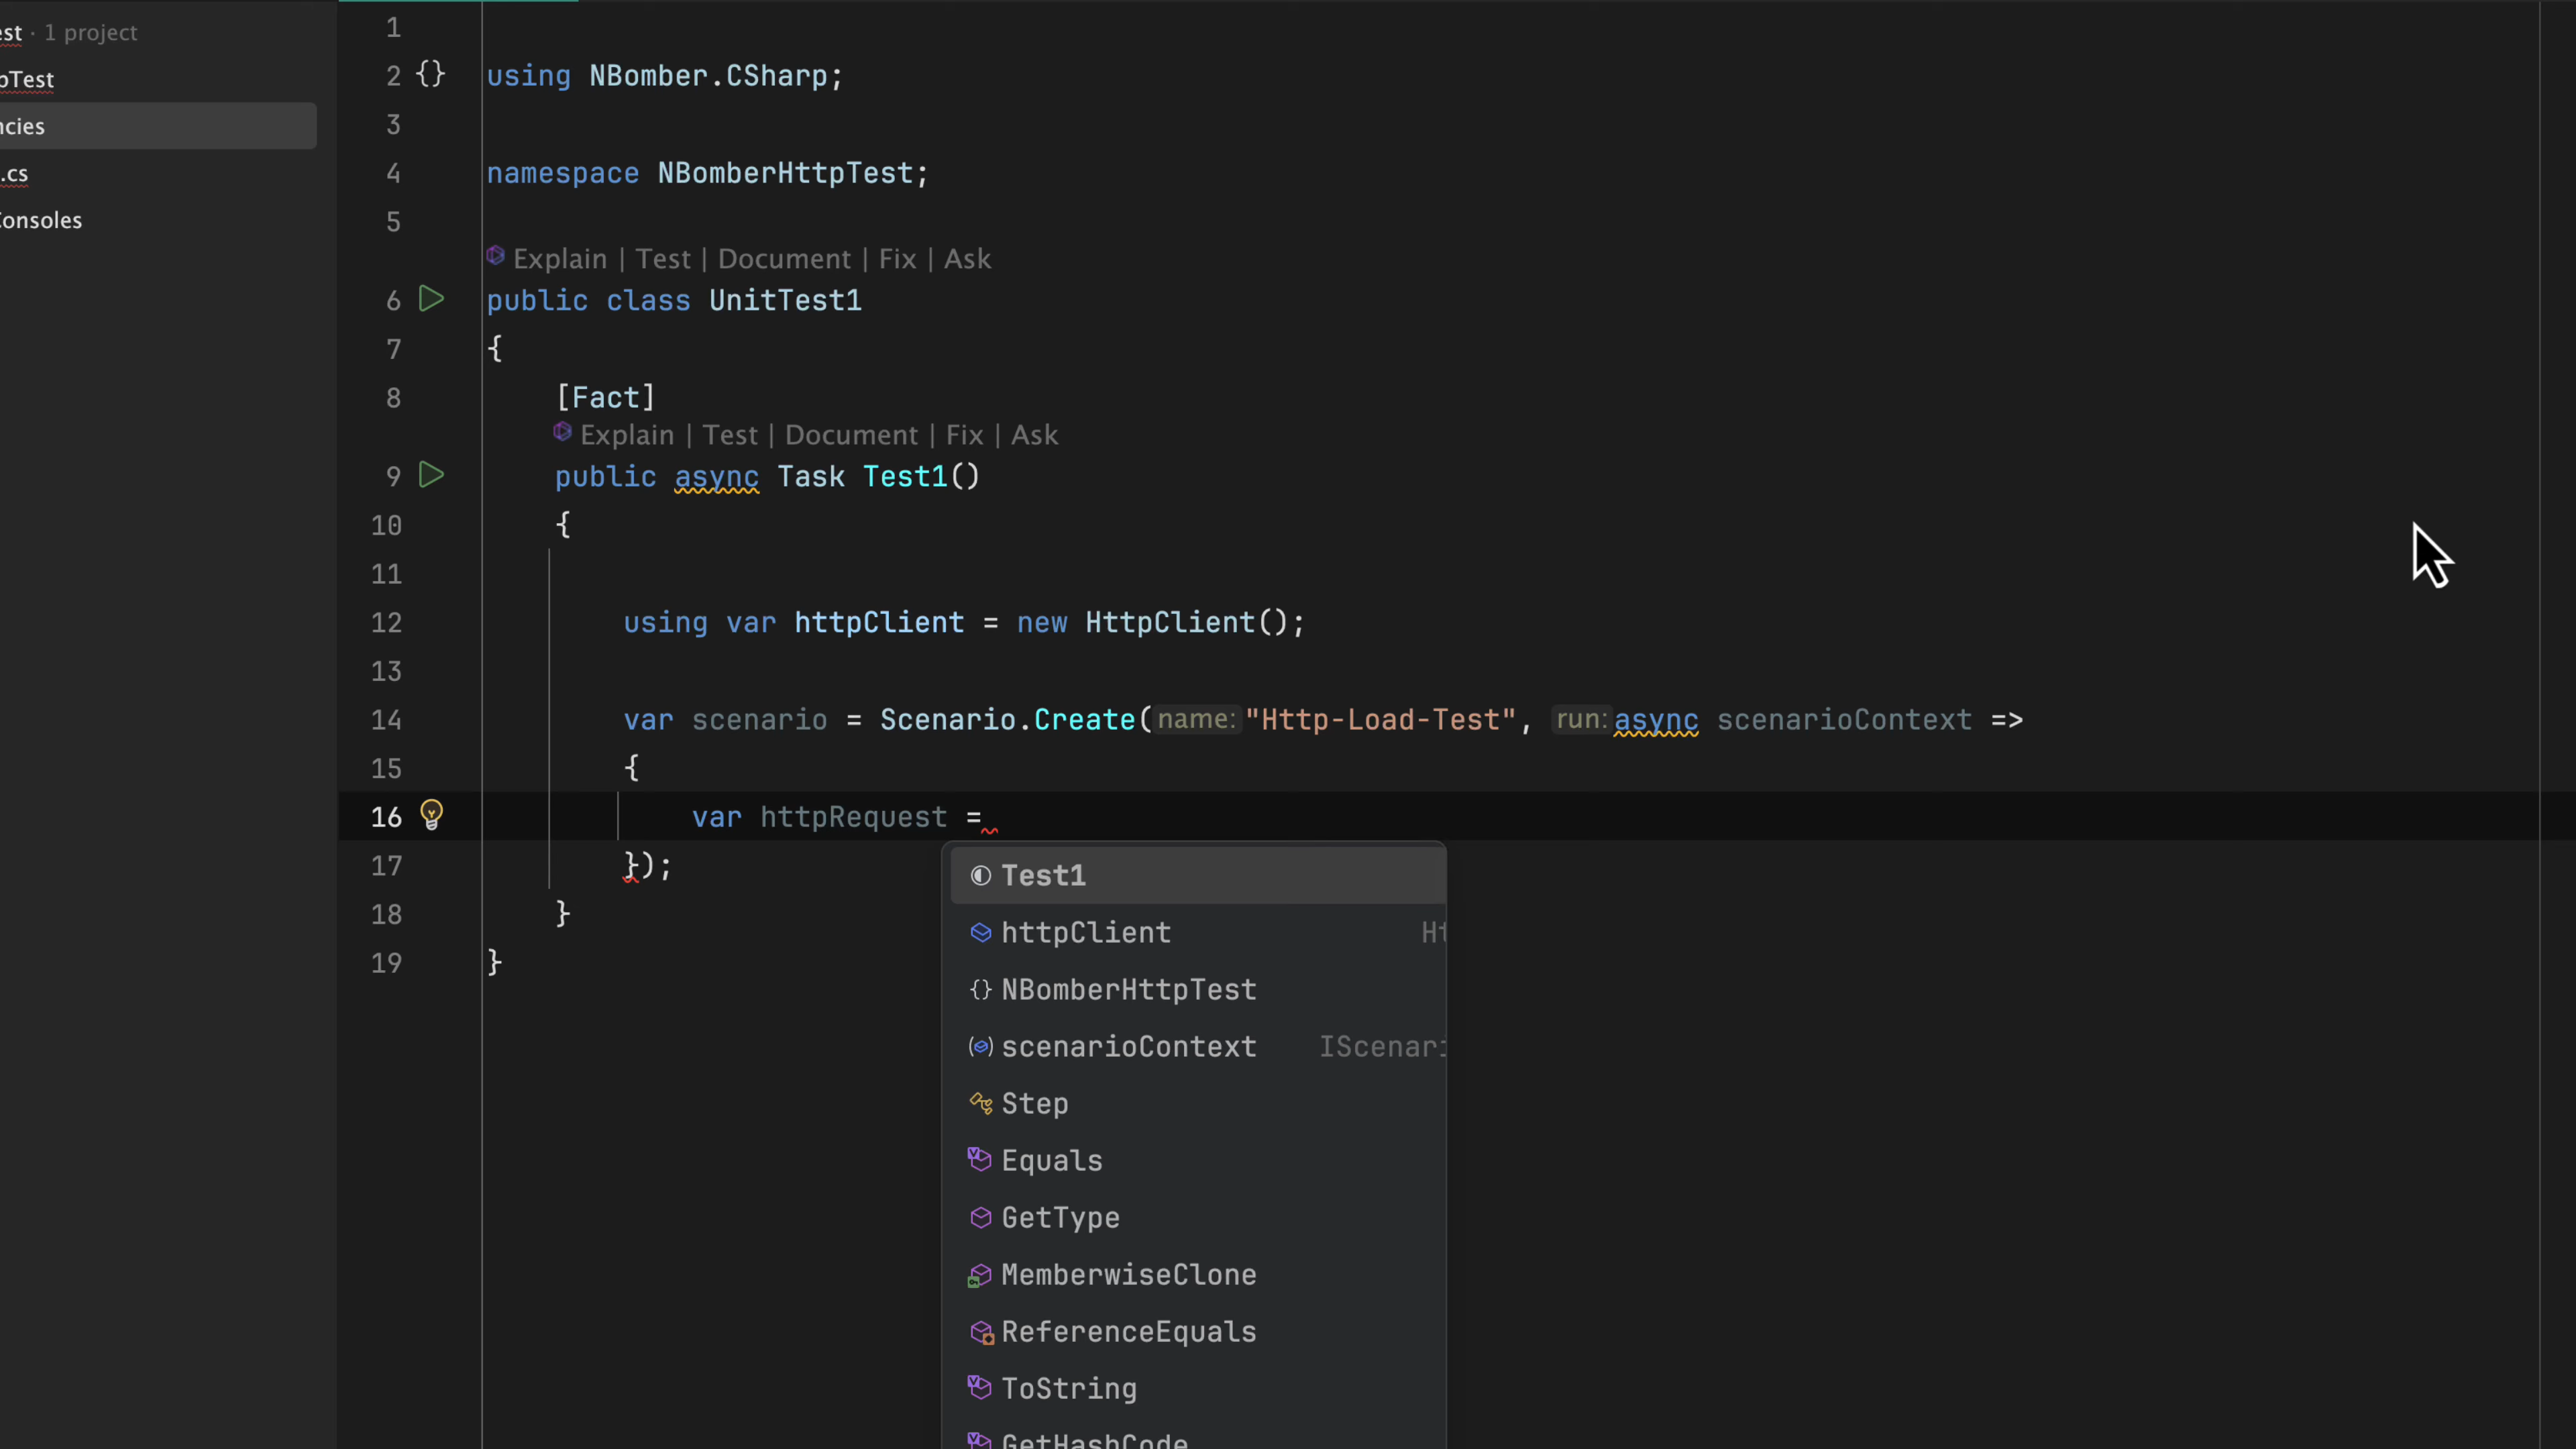 est · 1 project
pTest
ncies
.cs
Consoles
1
2 {} using NBomber.CSharp;
3
4 namespace NBomberHttpTest;
5
Explain | Test | Document | Fix | Ask
6 public class UnitTest1
7 {
8 [Fact]
Explain | Test | Document | Fix | Ask
9 public async Task Test1()
10 {
11
12 using var httpClient = new HttpClient();
13
14 var scenario = Scenario.Create( name: "Http-Load-Test", run: async scenarioContext =>
15 {
16 var httpRequest =
17 });
18 }
19 }
Test1
httpClient Ht
{} NBomberHttpTest
scenarioContext IScenari
Step
Equals
GetType
MemberwiseClone
ReferenceEquals
ToString
GetHashCode